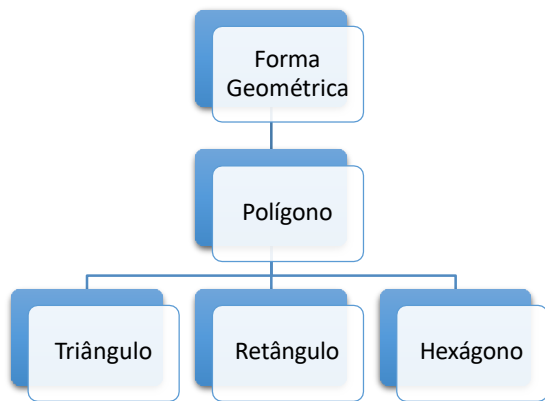 Forma
Geométrica
Polígono
Triângulo
Retângulo
Hexágono